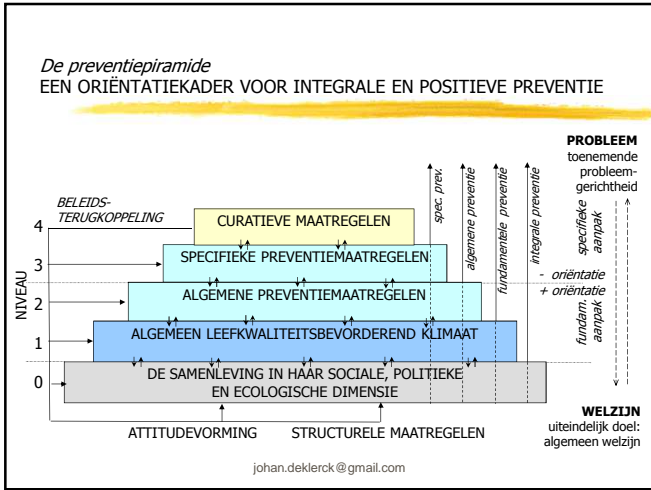 De preventiepiramide
EEN ORIËNTATIEKADER VOOR INTEGRALE EN POSITIEVE PREVENTIE
PROBLEEM
toenemende
probleem-
gerichtheid
BELEIDS-
TERUGKOPPELING
spec. prev.
algemene preventie
fundamentele preventie
integrale preventie
specifieke
aanpak
- oriëntatie
+ oriëntatie
fundam.
aanpak
NIVEAU
4
CURATIEVE MAATREGELEN
3
SPECIFIEKE PREVENTIEMAATREGELEN
2
ALGEMENE PREVENTIEMAATREGELEN
1
ALGEMEEN LEEFKWALITEITSBEVORDEREND KLIMAAT
0
DE SAMENLEVING IN HAAR SOCIALE, POLITIEKE
EN ECOLOGISCHE DIMENSIE
WELZIJN
uiteindelijk doel:
algemeen welzijn
ATTITUDEVORMING
STRUCTURELE MAATREGELEN
johan.deklerck@gmail.com